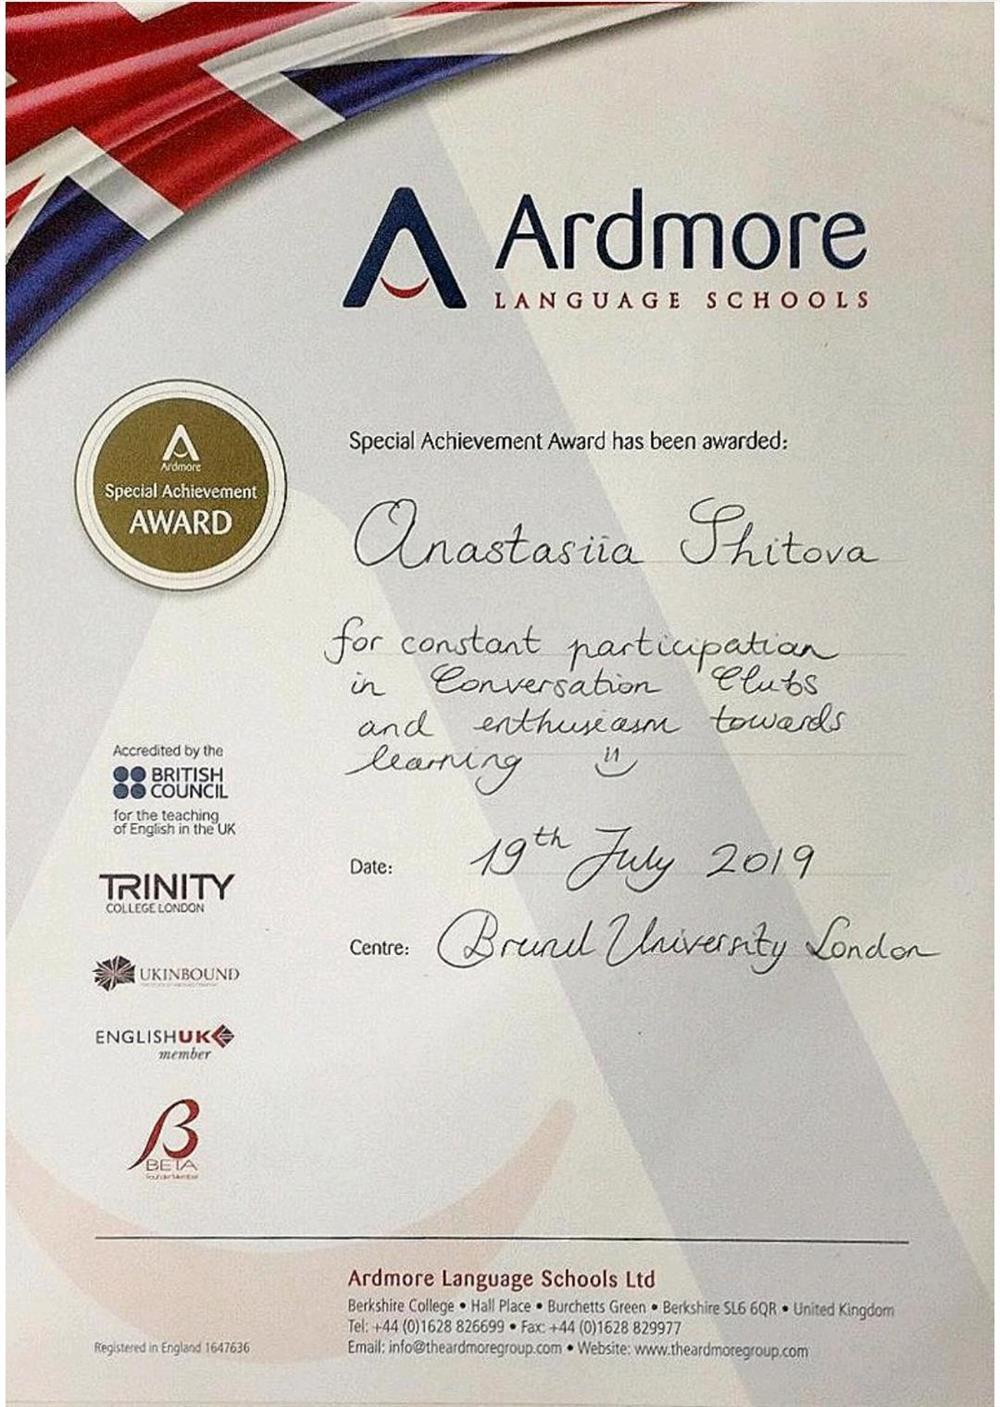 Ardmore
LANGUAGE SCHOOLS
Ardmore
Special Achievement
AWARD
Special Achievement Award has been awarded:
Anastasiia Shitova
for constant participation
in Conversation Clubs
and enthusiasm towards
learning
Accredited by the
BRITISH
COUNCIL
for the teaching
of English in the UK
Date: 19th July 2019
TRINITY
COLLEGE LONDON
Centre: Brunel University London
UKINBOUND
ENGLISHUK
member
BETA
Founder Member
Ardmore Language Schools Ltd
Berkshire College • Hall Place • Burchetts Green • Berkshire SL6 6QR • United Kingdom
Tel: +44 (0)1628 826699 • Fax: +44 (0)1628 829977
Registered in England 1647636
Email: info@theardmoregroup.com • Website: www.theardmoregroup.com